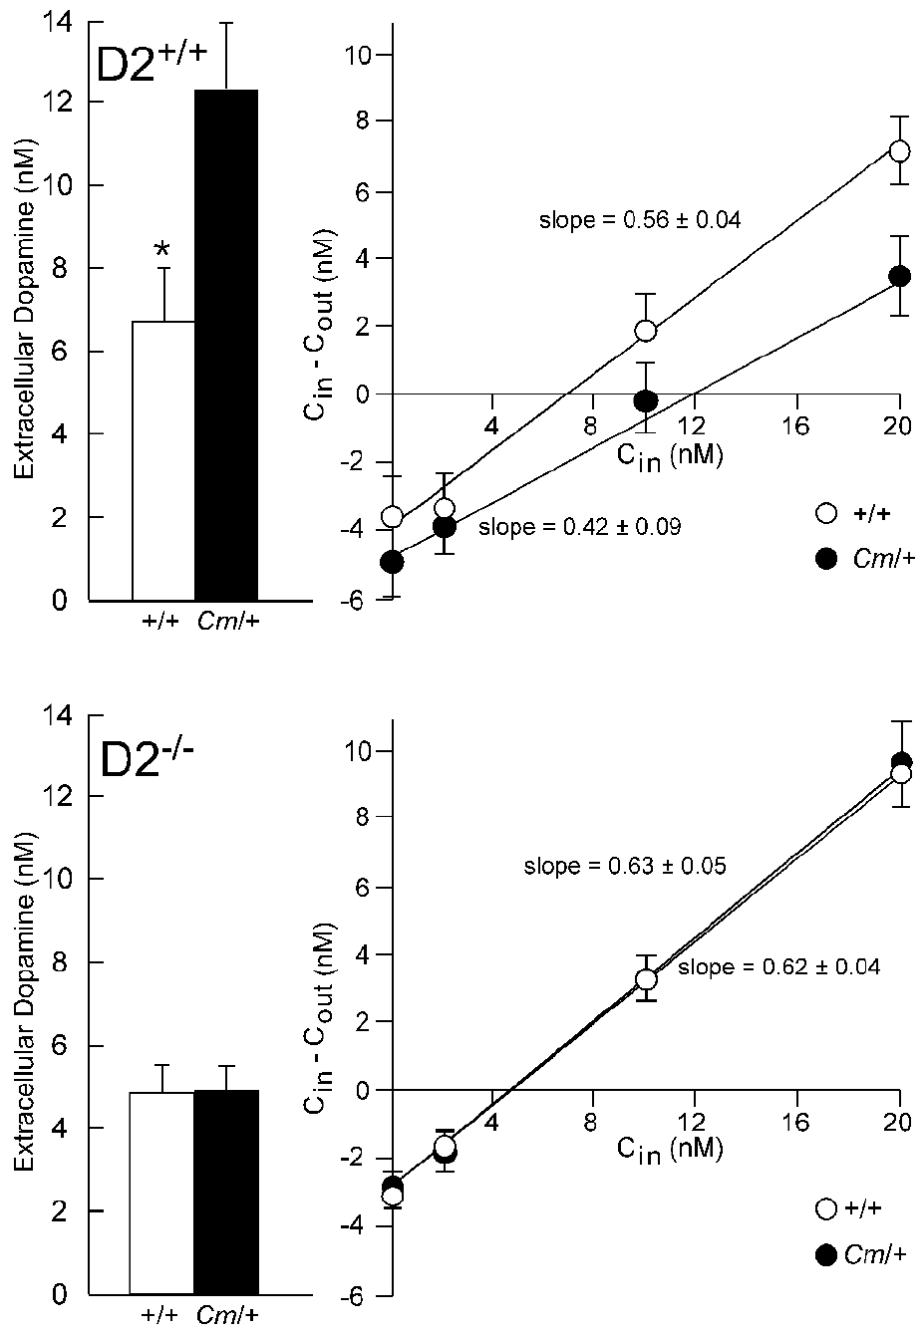 D2+/+
Extracellular Dopamine (nM)
14
12
10
8
6
4
2
0
*
+/+ Cm/+
Cin - Cout (nM)
10
8
6
4
2
0
-2
-4
-6
4 8 12 16 20
Cin (nM)
slope = 0.56 ± 0.04
slope = 0.42 ± 0.09
+/+
Cm/+
D2-/-
Extracellular Dopamine (nM)
14
12
10
8
6
4
2
0
+/+ Cm/+
Cin - Cout (nM)
10
8
6
4
2
0
-2
-4
-6
4 8 12 16 20
Cin (nM)
slope = 0.63 ± 0.05
slope = 0.62 ± 0.04
+/+
Cm/+